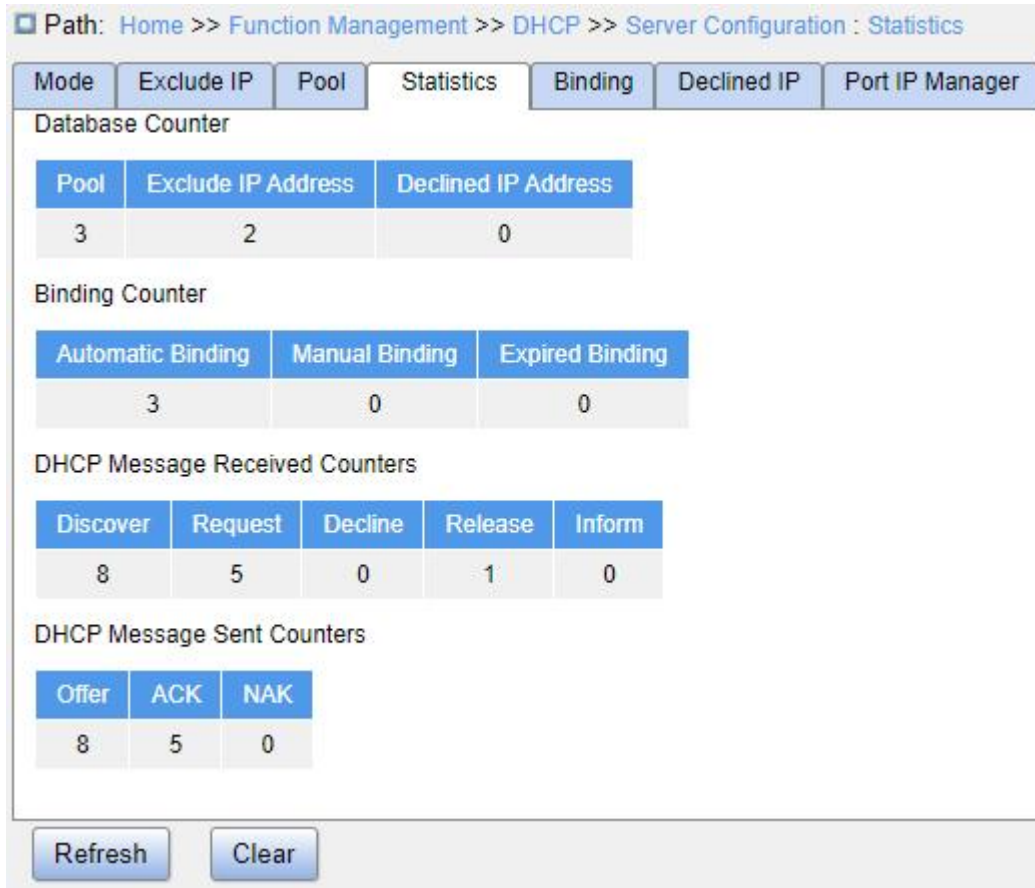 Path: Home >> Function Management >> DHCP >> Server Configuration : Statistics
Mode Exclude IP Pool Statistics Binding Declined IP Port IP Manager
Database Counter
Pool Exclude IP Address Declined IP Address
3 2 0
Binding Counter
Automatic Binding Manual Binding Expired Binding
3 0 0
DHCP Message Received Counters
Discover Request Decline Release Inform
8 5 0 1 0
DHCP Message Sent Counters
Offer ACK NAK
8 5 0
Refresh Clear